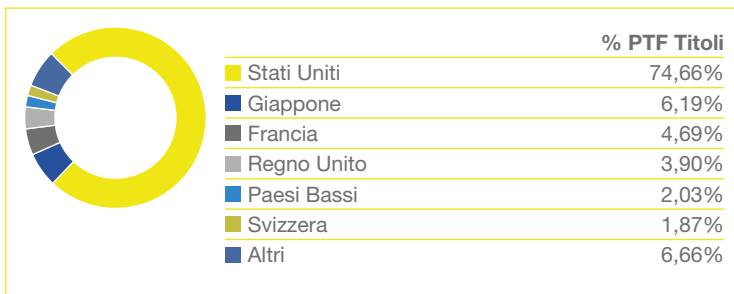 % PTF Titoli
Stati Uniti 74,66%
Giappone 6,19%
Francia 4,69%
Regno Unito 3,90%
Paesi Bassi 2,03%
Svizzera 1,87%
Altri 6,66%